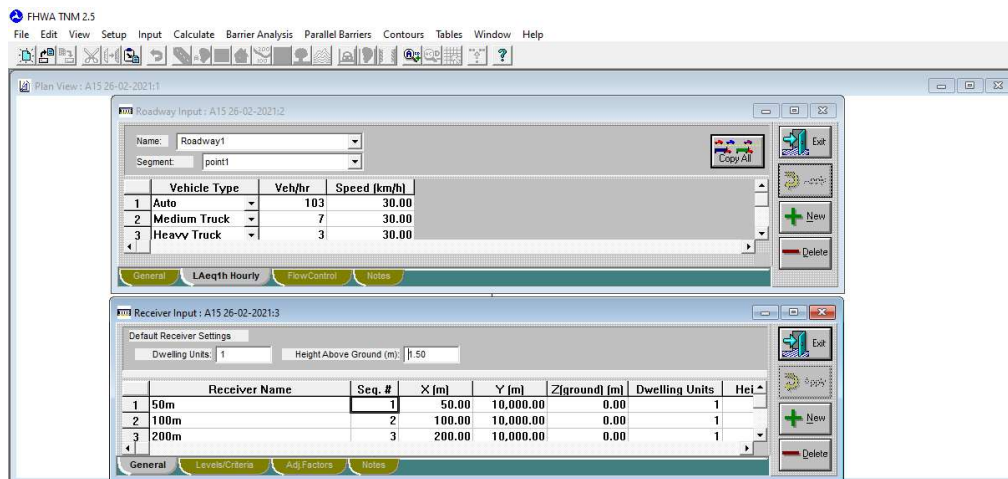 FHWA TNM 2.5
File Edit View Setup Input Calculate Barrier Analysis Parallel Barriers Contours Tables Window Help
Plan View : A15 26-02-2021:1
Roadway Input : A15 26-02-2021:2
Name: Roadway1
Segment: point1
Copy All
Exit
Apply
New
Delete
Vehicle Type Veh/hr Speed (km/h)
1 Auto 103 30.00
2 Medium Truck 7 30.00
3 Heavy Truck 3 30.00
General LAeq1h Hourly FlowControl Notes
Receiver Input : A15 26-02-2021:3
Default Receiver Settings
Dwelling Units: 1 Height Above Ground (m): 1.50
Exit
Apply
New
Delete
Receiver Name Seq. # X (m) Y (m) Z(ground) (m) Dwelling Units Hei
1 50m 1 50.00 10,000.00 0.00 1
2 100m 2 100.00 10,000.00 0.00 1
3 200m 3 200.00 10,000.00 0.00 1
General Levels/Criteria Adj.Factors Notes